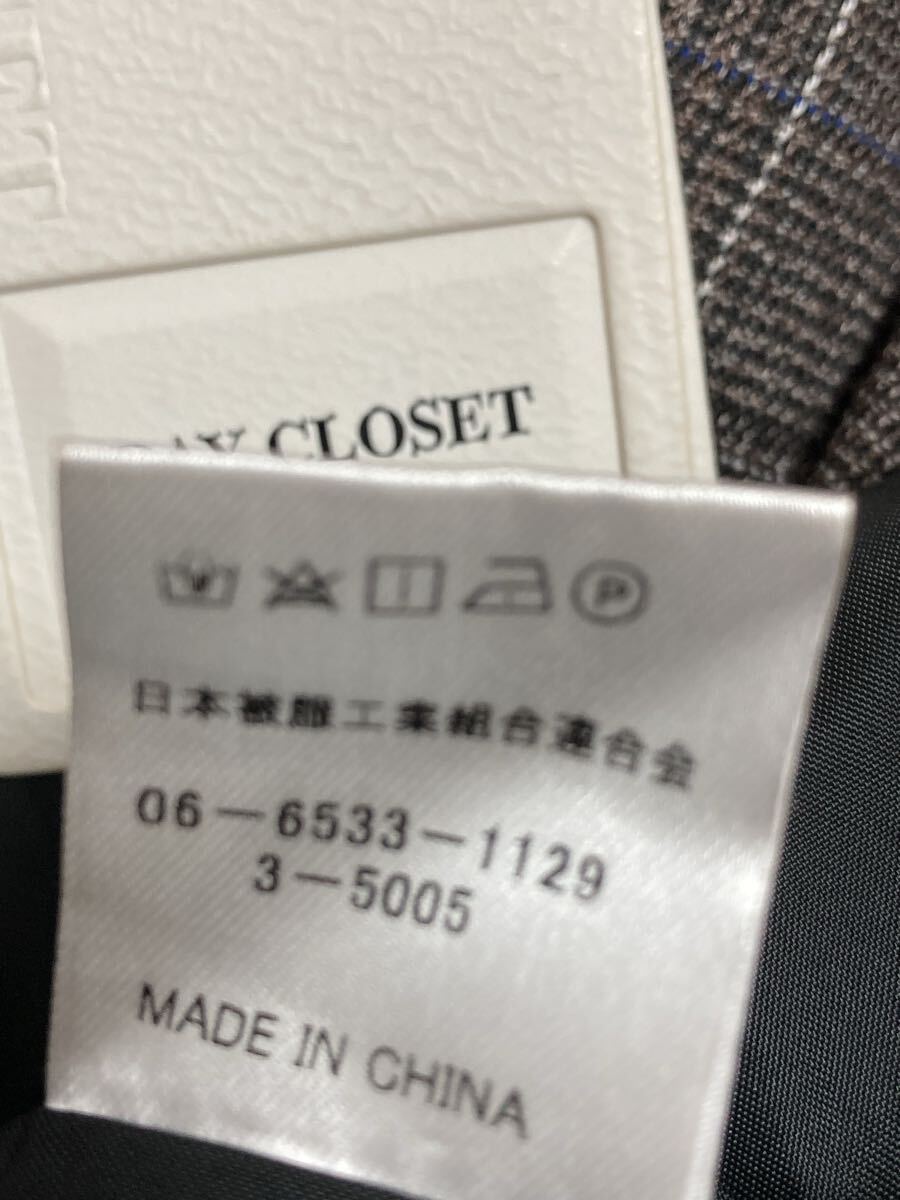 CLOSET
P
日本被服工業組合連合会
06-6533-1129
3-5005
MADE IN CHINA